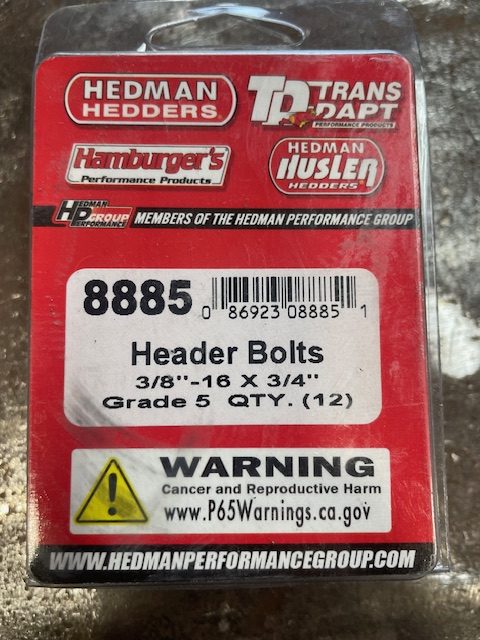 HEDMAN
HEDDERS®
TD TRANS
DAPT
PERFORMANCE PRODUCTS
Hamburger's
Performance Products
HEDMAN
HUSLER
HEDDERS®
HEDMAN
HP GROUP
PERFORMANCE
MEMBERS OF THE HEDMAN PERFORMANCE GROUP
8885
0 86923 08885 1
Header Bolts
3/8"-16 X 3/4"
Grade 5 QTY. (12)
WARNING
Cancer and Reproductive Harm
www.P65Warnings.ca.gov
WWW.HEDMANPERFORMANCEGROUP.COM